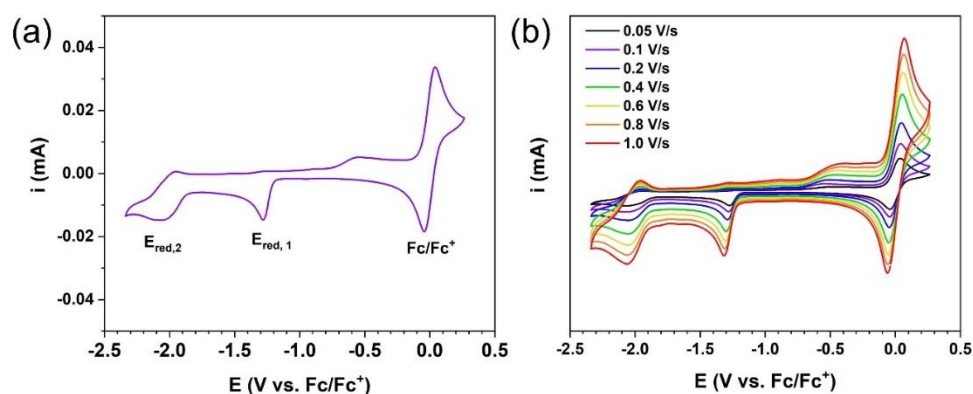 (a)
0.04
0.02
0.00
-0.02
-0.04
i (mA)
E_red,2
E_red, 1
Fc/Fc⁺
-2.5 -2.0 -1.5 -1.0 -0.5 0.0 0.5
E (V vs. Fc/Fc⁺)
(b)
0.05 V/s
0.1 V/s
0.2 V/s
0.4 V/s
0.6 V/s
0.8 V/s
1.0 V/s
i (mA)
-2.5 -2.0 -1.5 -1.0 -0.5 0.0 0.5
E (V vs. Fc/Fc⁺)